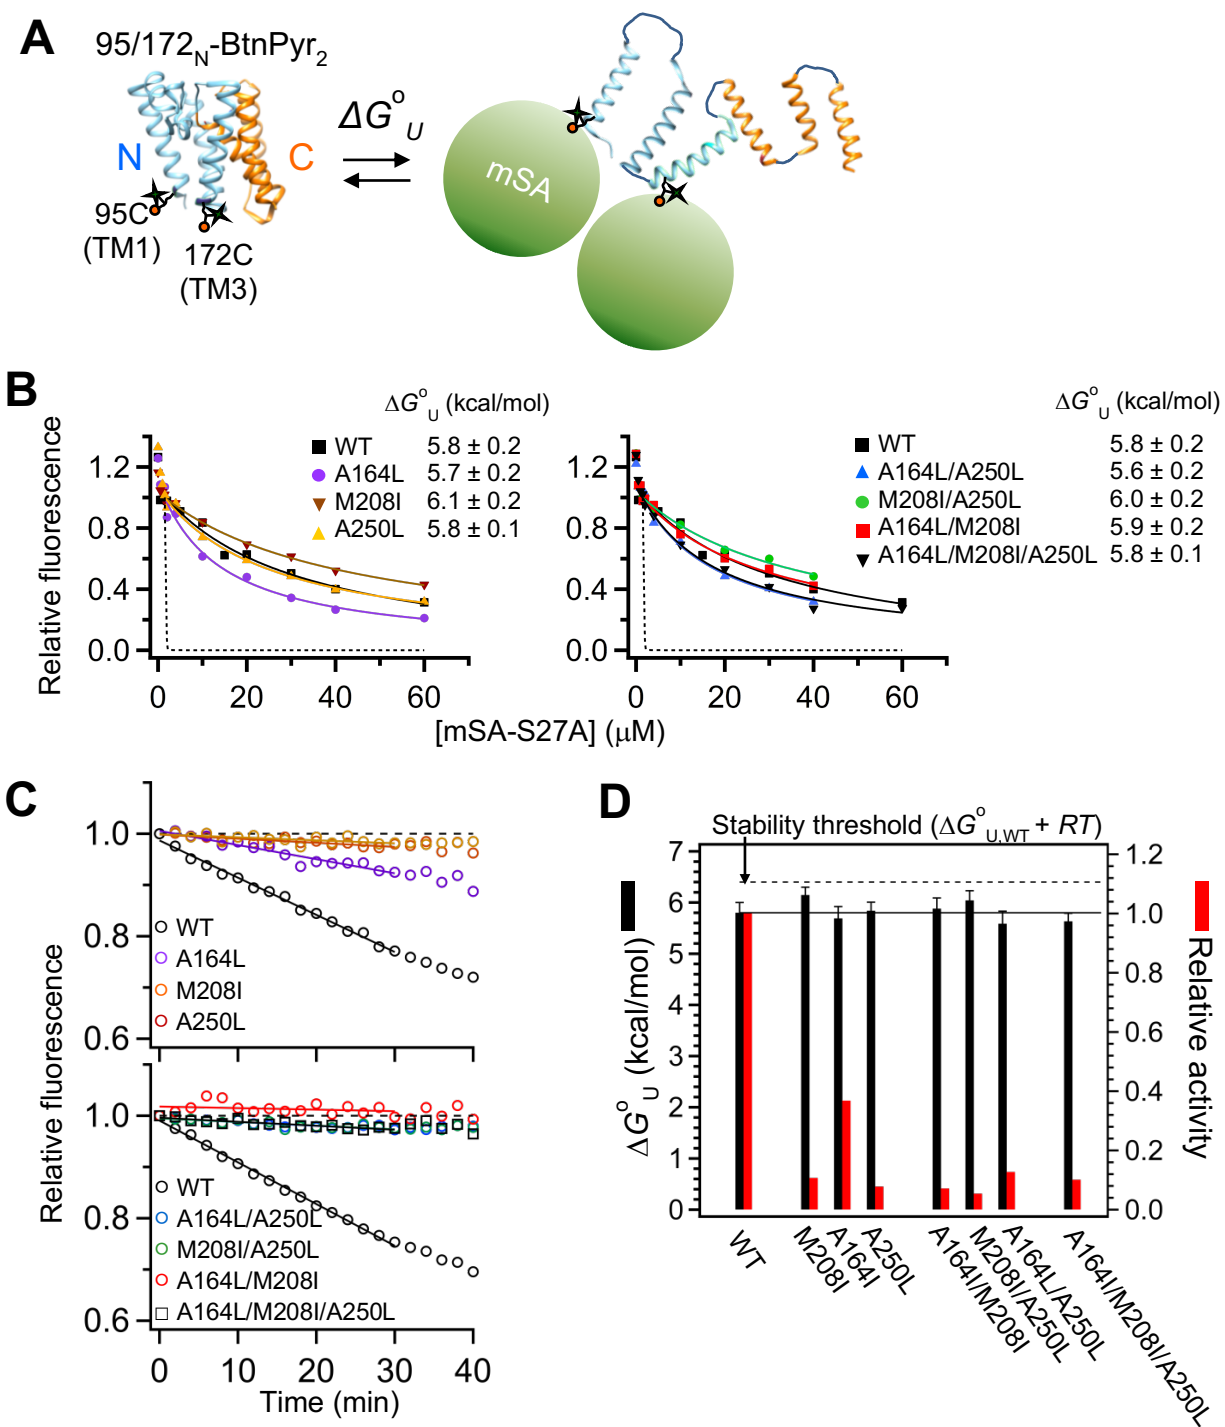 A
95/172N-BtnPyr2
ΔG°U
N
C
mSA
95C
(TM1)
172C
(TM3)
B
ΔG°U (kcal/mol)
WT 5.8 ± 0.2
A164L 5.7 ± 0.2
M208I 6.1 ± 0.2
A250L 5.8 ± 0.1
ΔG°U (kcal/mol)
WT 5.8 ± 0.2
A164L/A250L 5.6 ± 0.2
M208I/A250L 6.0 ± 0.2
A164L/M208I 5.9 ± 0.2
A164L/M208I/A250L 5.8 ± 0.1
Relative fluorescence
1.2
0.8
0.4
0.0
0 20 40 60
1.2
0.8
0.4
0.0
0 20 40 60
[mSA-S27A] (μM)
C
Relative fluorescence
1.0
0.8
0.6
WT
A164L
M208I
A250L
Relative fluorescence
1.0
0.8
0.6
WT
A164L/A250L
M208I/A250L
A164L/M208I
A164L/M208I/A250L
0 10 20 30 40
Time (min)
D
Stability threshold (ΔG°U,WT + RT)
ΔG°U (kcal/mol)
7
6
5
4
3
2
1
0
1.2
1.0
0.8
0.6
0.4
0.2
0.0
Relative activity
WT
M208I
A164I
A250L
A164I/M208I
M208I/A250L
A164L/A250L
A164I/M208I/A250L